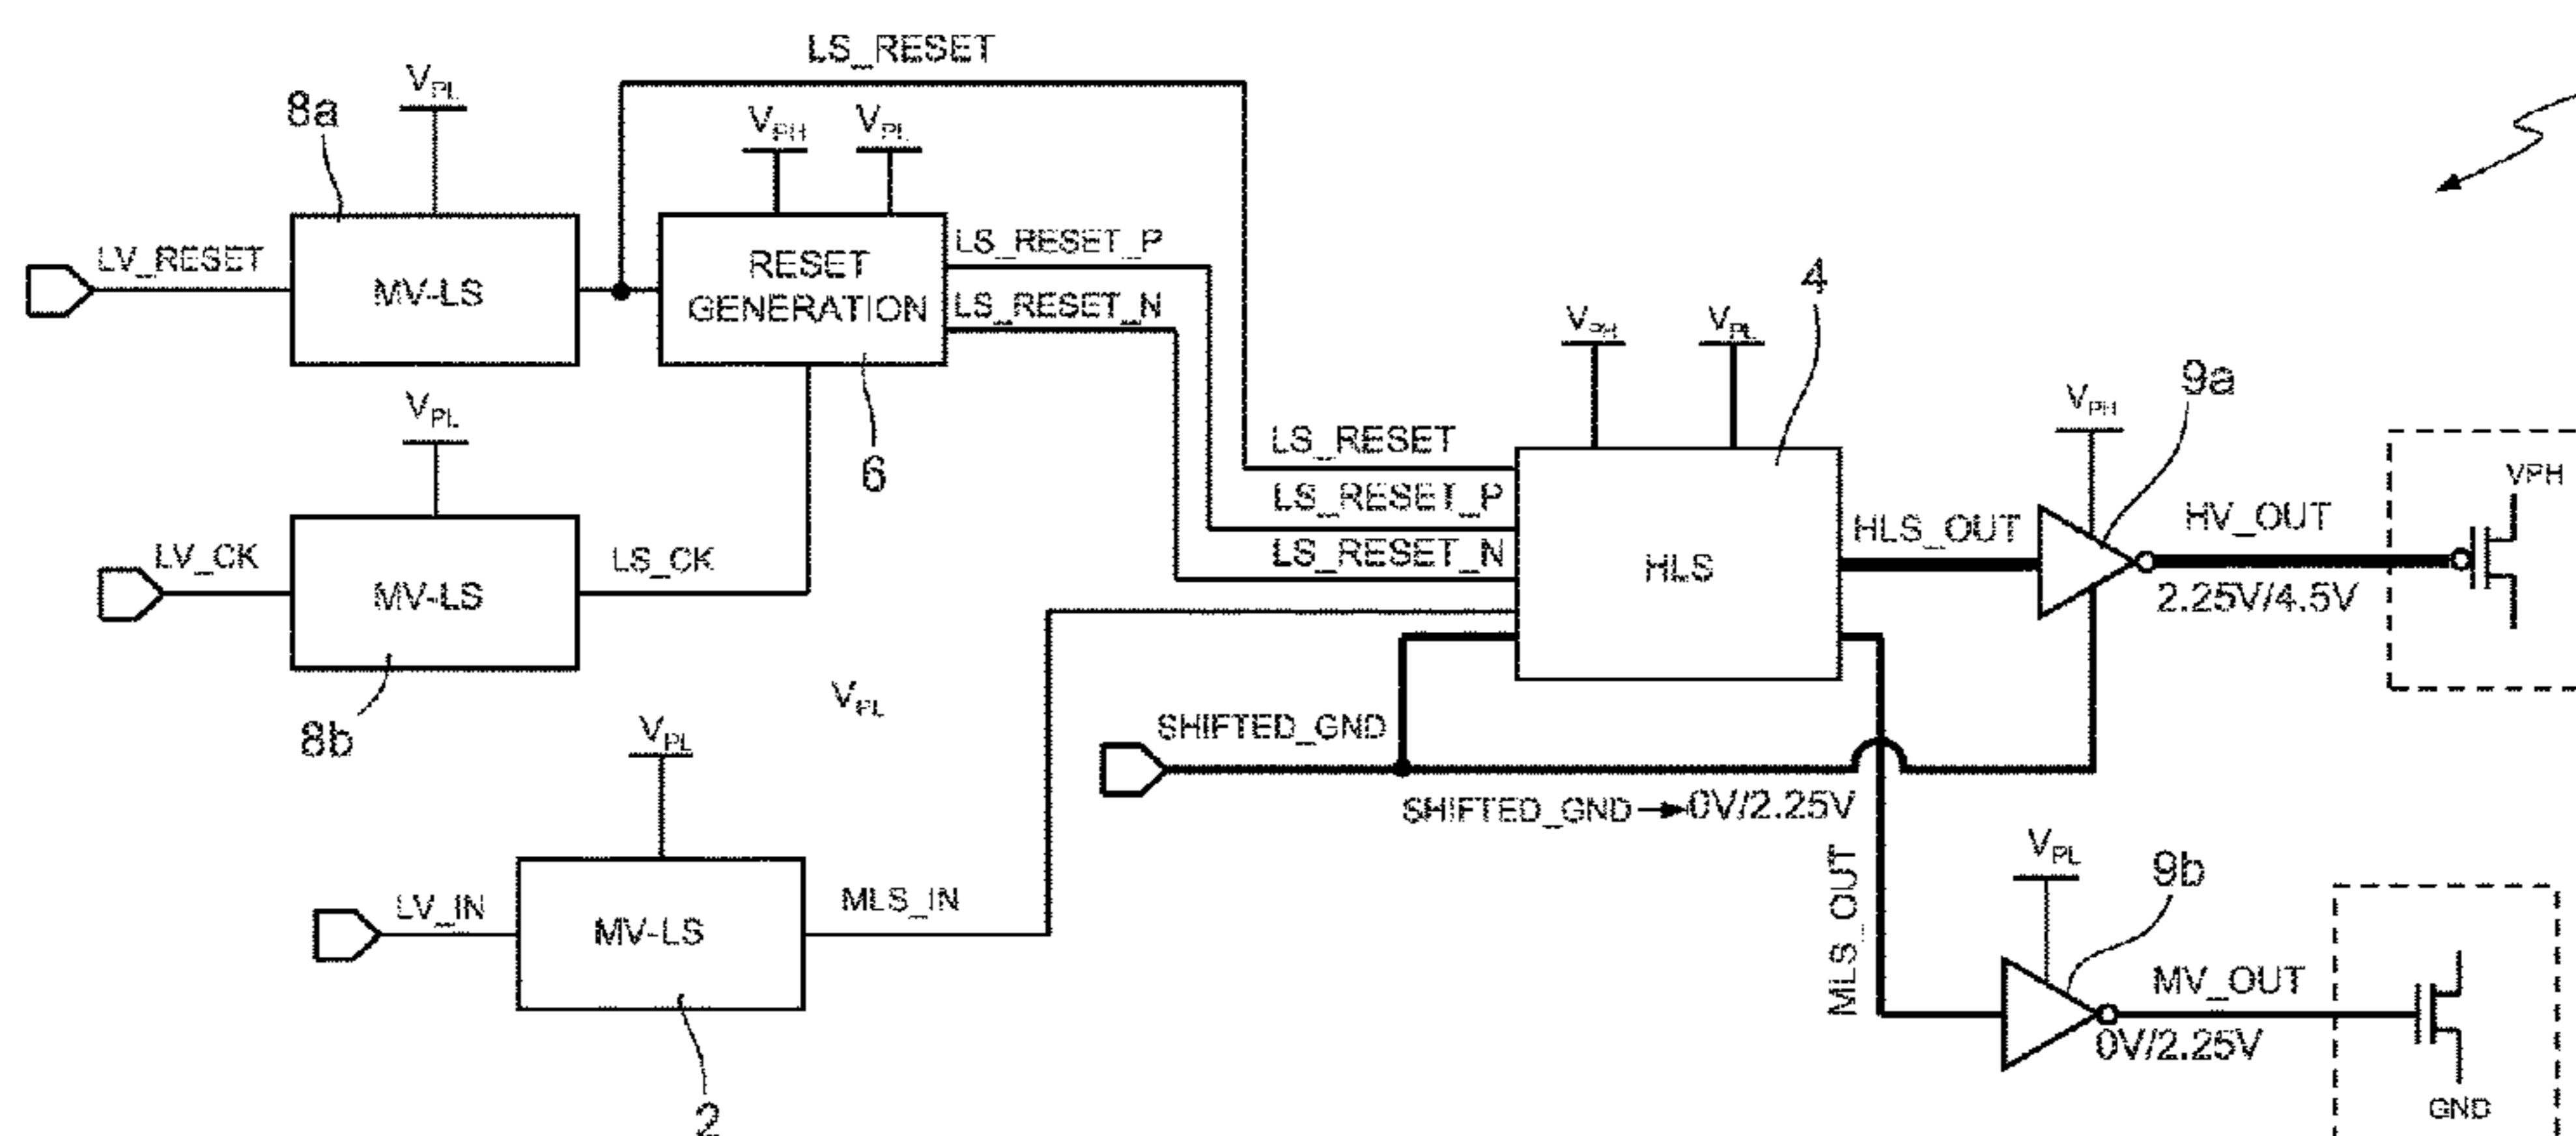 LS_RESET
8a
VPL
VPH
VPL
LV_RESET
MV-LS
RESET
GENERATION
LS_RESET_P
LS_RESET_N
6
VPL
LV_CK
MV-LS
LS_CK
8b
VPL
VPL
LV_IN
MV-LS
MLS_IN
2
LS_RESET
LS_RESET_P
LS_RESET_N
VPH
VPL
4
HLS
HLS_OUT
VPH
9a
HV_OUT
2.25V/4.5V
VPH
SHIFTED_GND
SHIFTED_GND → 0V/2.25V
MLS_OUT
VPL
9b
MV_OUT
0V/2.25V
GND